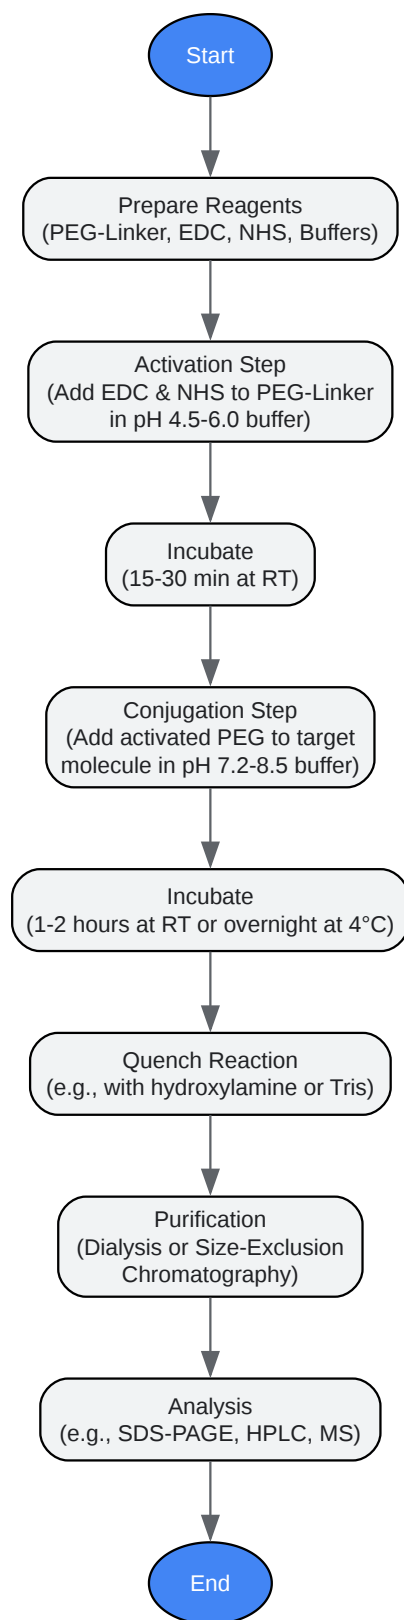 Start
Prepare Reagents
(PEG-Linker, EDC, NHS, Buffers)
Activation Step
(Add EDC & NHS to PEG-Linker
in pH 4.5-6.0 buffer)
Incubate
(15-30 min at RT)
Conjugation Step
(Add activated PEG to target
molecule in pH 7.2-8.5 buffer)
Incubate
(1-2 hours at RT or overnight at 4°C)
Quench Reaction
(e.g., with hydroxylamine or Tris)
Purification
(Dialysis or Size-Exclusion
Chromatography)
Analysis
(e.g., SDS-PAGE, HPLC, MS)
End